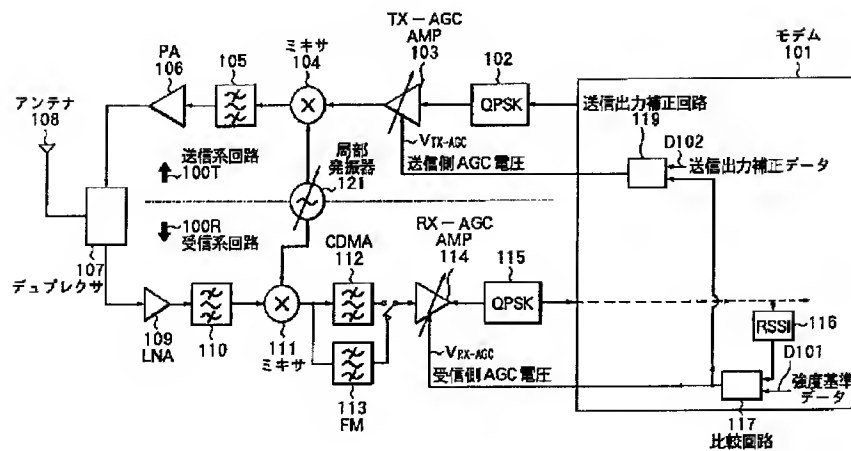 モデム
101
TX-AGC
AMP
103
ミキサ
104
PA
106
105
102
QPSK
アンテナ
108
送信出力補正回路
119
D102
送信出力補正データ
VTX-AGC
送信側AGC電圧
送信系回路
100T
局部
発振器
121
100R
受信系回路
107
デュプレクサ
CDMA
112
RX-AGC
AMP
114
115
QPSK
109
LNA
110
111
ミキサ
113
FM
VRX-AGC
受信側AGC電圧
RSSI
116
D101
強度基準
データ
117
比較回路